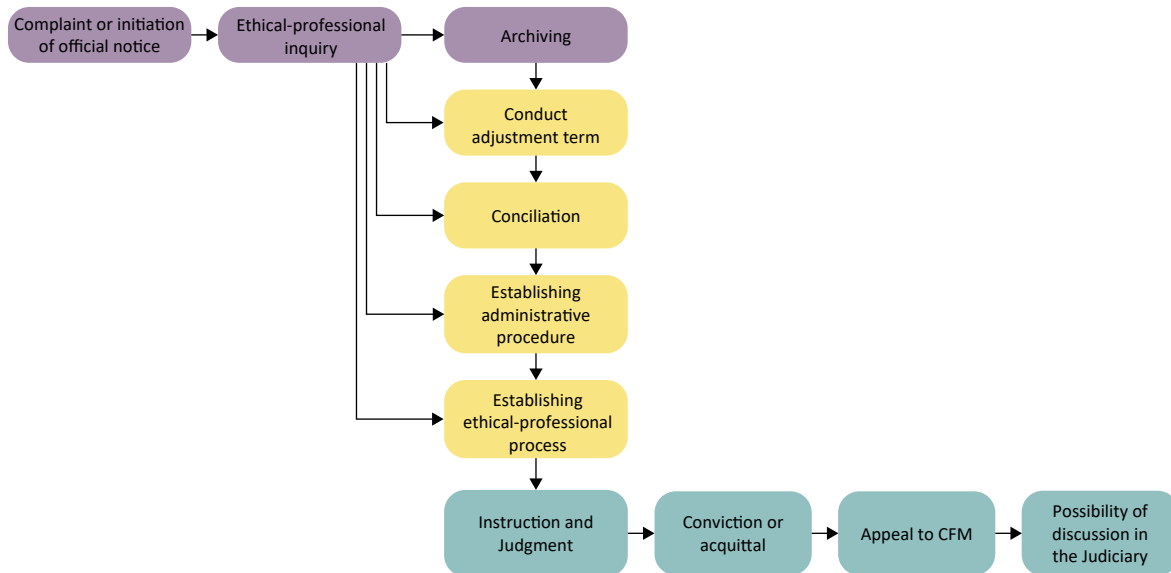 Complaint or initiation
of official notice
Ethical-professional
inquiry
Archiving
Conduct
adjustment term
Conciliation
Establishing
administrative
procedure
Establishing
ethical-professional
process
Instruction and
Judgment
Conviction or
acquittal
Appeal to CFM
Possibility of
discussion in
the Judiciary